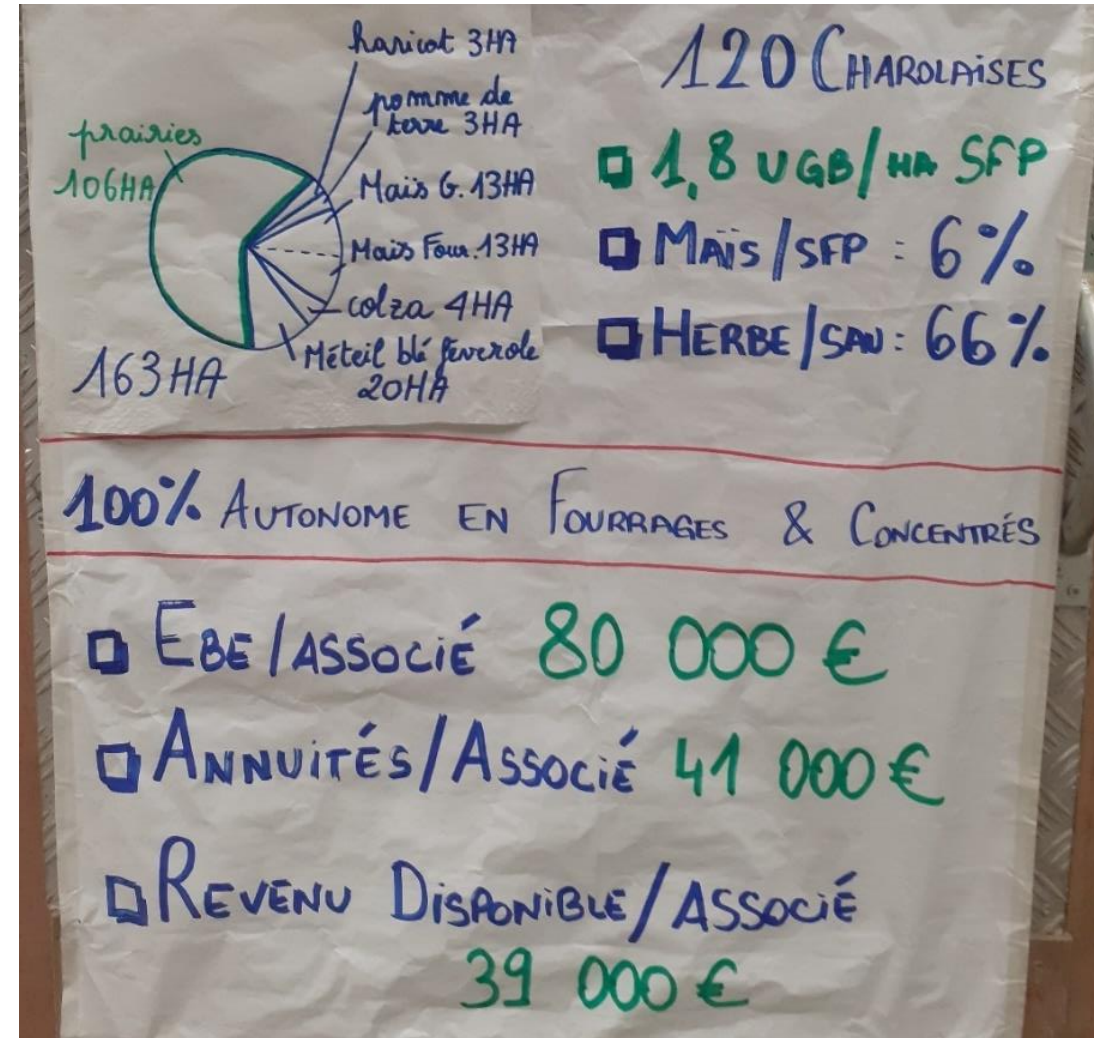 haricot 3HA
pomme de
terre 3HA
prairies
106HA
Maïs G. 13HA
Maïs Four. 13HA
colza 4HA
Méteil blé féverole
20HA
163HA
120 CHAROLAISES
1,8 UGB/HA SFP
MAÏS/SFP : 6%
HERBE/SAU : 66%
100% AUTONOME EN FOURRAGES & CONCENTRÉS
EBE/ASSOCIÉ 80 000 €
ANNUITÉS/ASSOCIÉ 41 000 €
REVENU DISPONIBLE/ASSOCIÉ
39 000 €